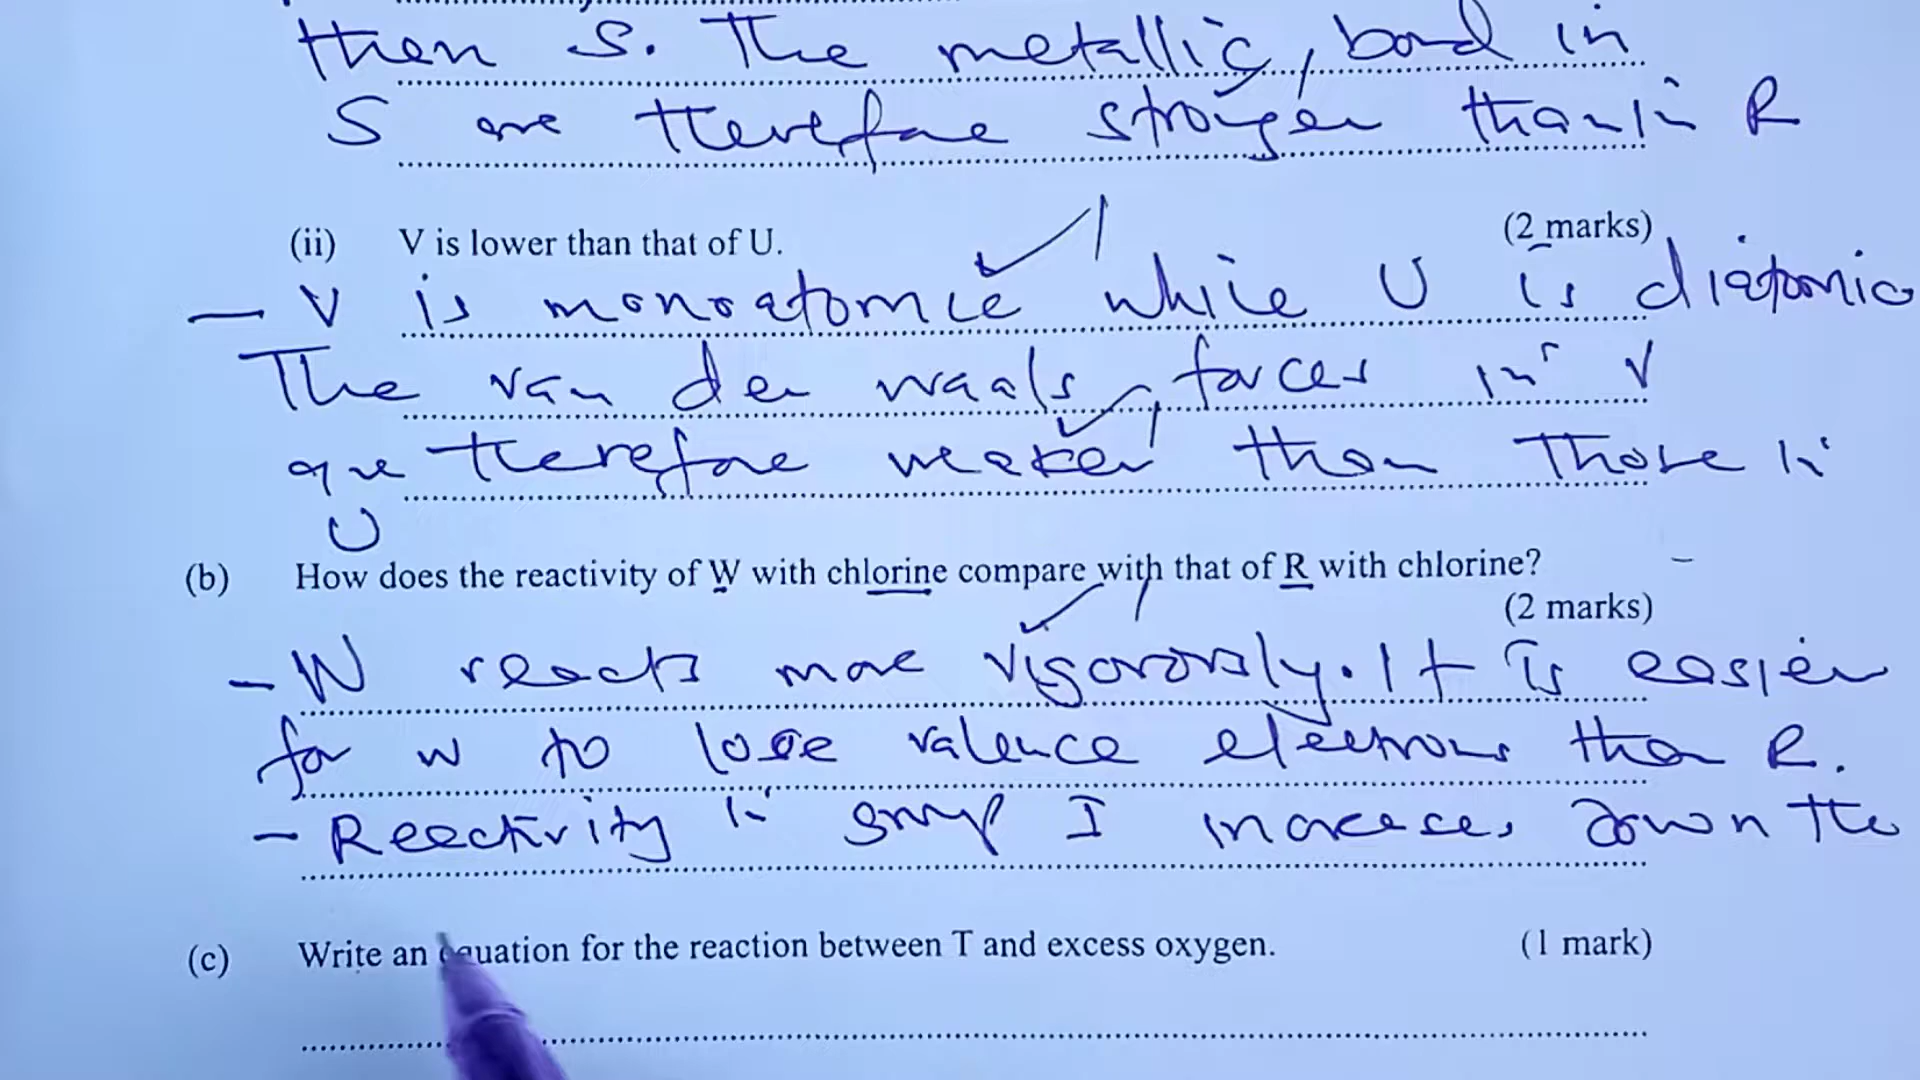 then S. The metallic bond in
S are therefore stronger than in R
(ii) V is lower than that of U. (2 marks)
- V is monoatomic while U is diatomic
The van der waals forces in V
are therefore weaker than those in
U
(b) How does the reactivity of W with chlorine compare with that of R with chlorine?
(2 marks)
- W reacts more vigorously. It is easier
for W to lose valence electrons than R.
- Reactivity in group I increases down the
(c) Write an equation for the reaction between T and excess oxygen. (1 mark)